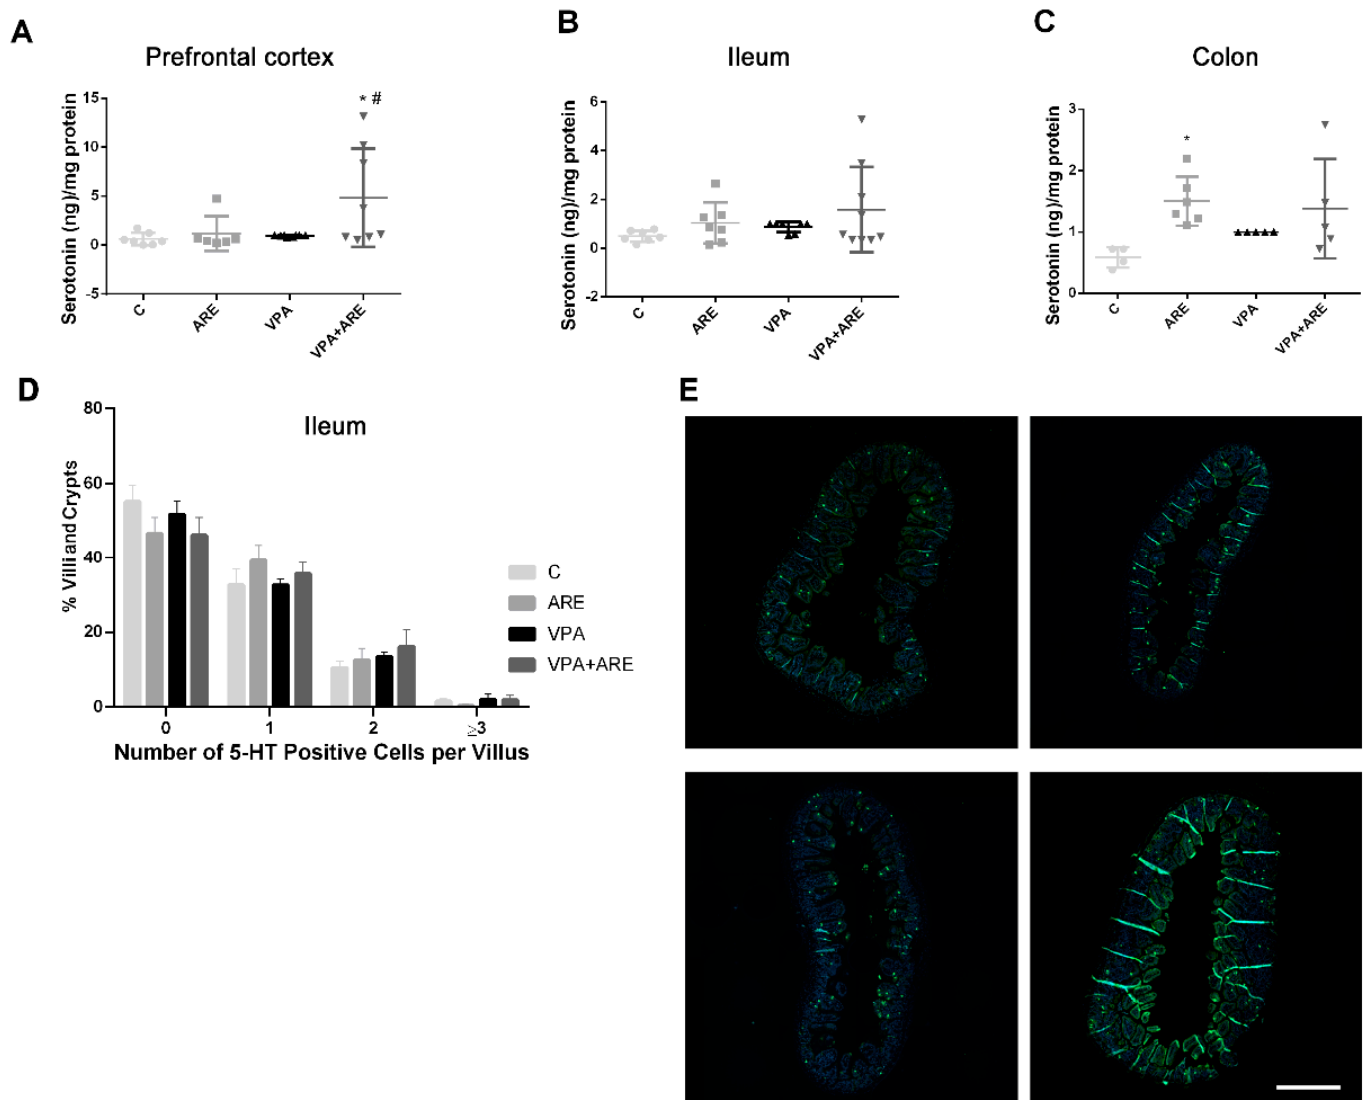 A
Prefrontal cortex
Serotonin (ng)/mg protein
15
10
5
0
-5
* #
C
ARE
VPA
VPA+ARE
B
Ileum
Serotonin (ng)/mg protein
6
4
2
0
-2
C
ARE
VPA
VPA+ARE
C
Colon
Serotonin (ng)/mg protein
3
2
1
0
*
C
ARE
VPA
VPA+ARE
D
Ileum
% Villi and Crypts
80
60
40
20
0
0
1
2
≥3
Number of 5-HT Positive Cells per Villus
C
ARE
VPA
VPA+ARE
E